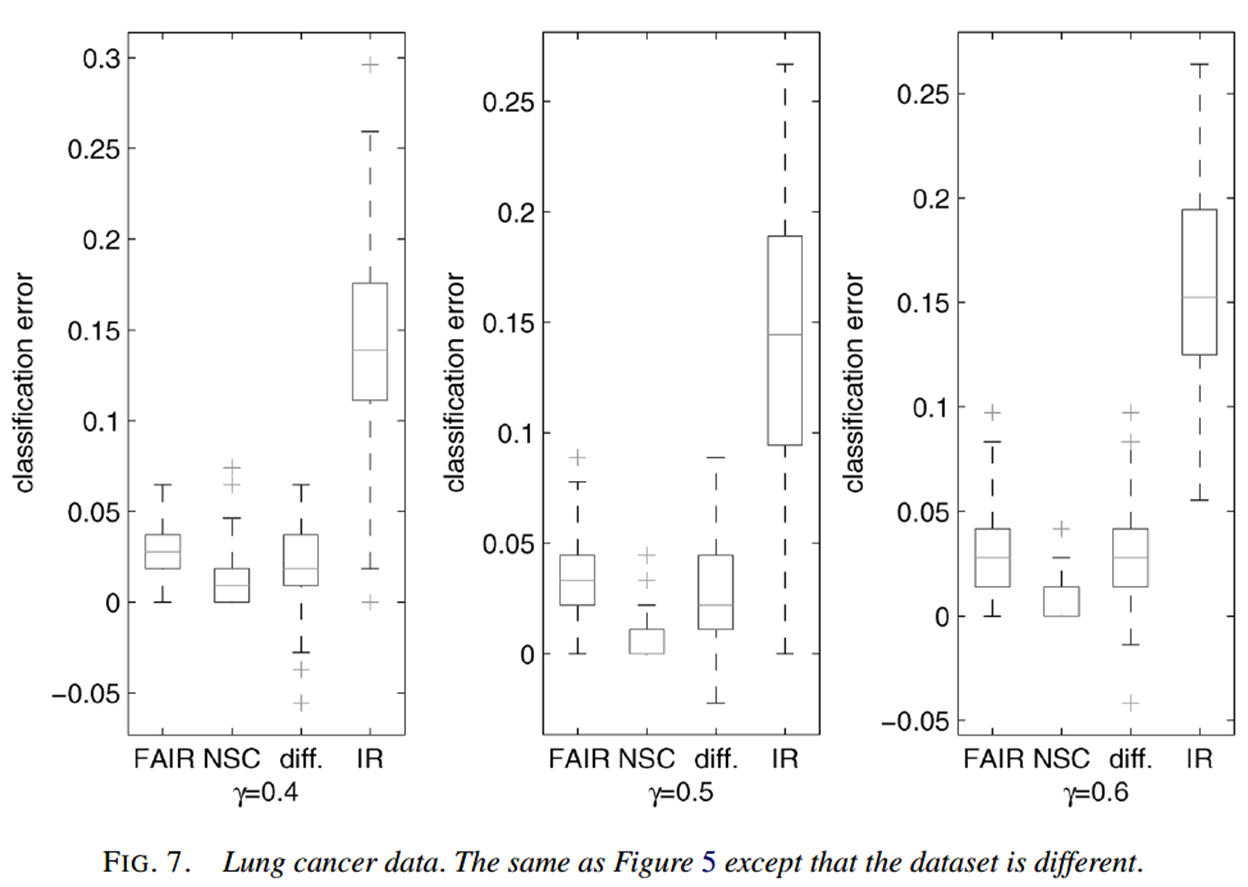 0.3
0.25
0.2
0.15
0.1
0.05
0
−0.05
classification error
FAIR NSC diff. IR
γ=0.4
0.25
0.2
0.15
0.1
0.05
0
classification error
FAIR NSC diff. IR
γ=0.5
0.25
0.2
0.15
0.1
0.05
0
−0.05
classification error
FAIR NSC diff. IR
γ=0.6
FIG. 7. Lung cancer data. The same as Figure 5 except that the dataset is different.